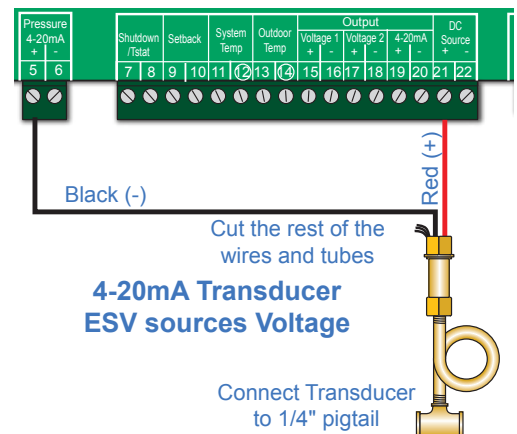 Pressure
4-20mA
+ -
5 6
Shutdown
/Tstat
Setback
System
Temp
Outdoor
Temp
Output
Voltage 1 Voltage 2 4-20mA
+ - + - + -
DC
Source
+ -
7 8 9 10 11 12 13 14 15 16 17 18 19 20 21 22
Black (-)
Red (+)
Cut the rest of the
wires and tubes
4-20mA Transducer
ESV sources Voltage
Connect Transducer
to 1/4" pigtail